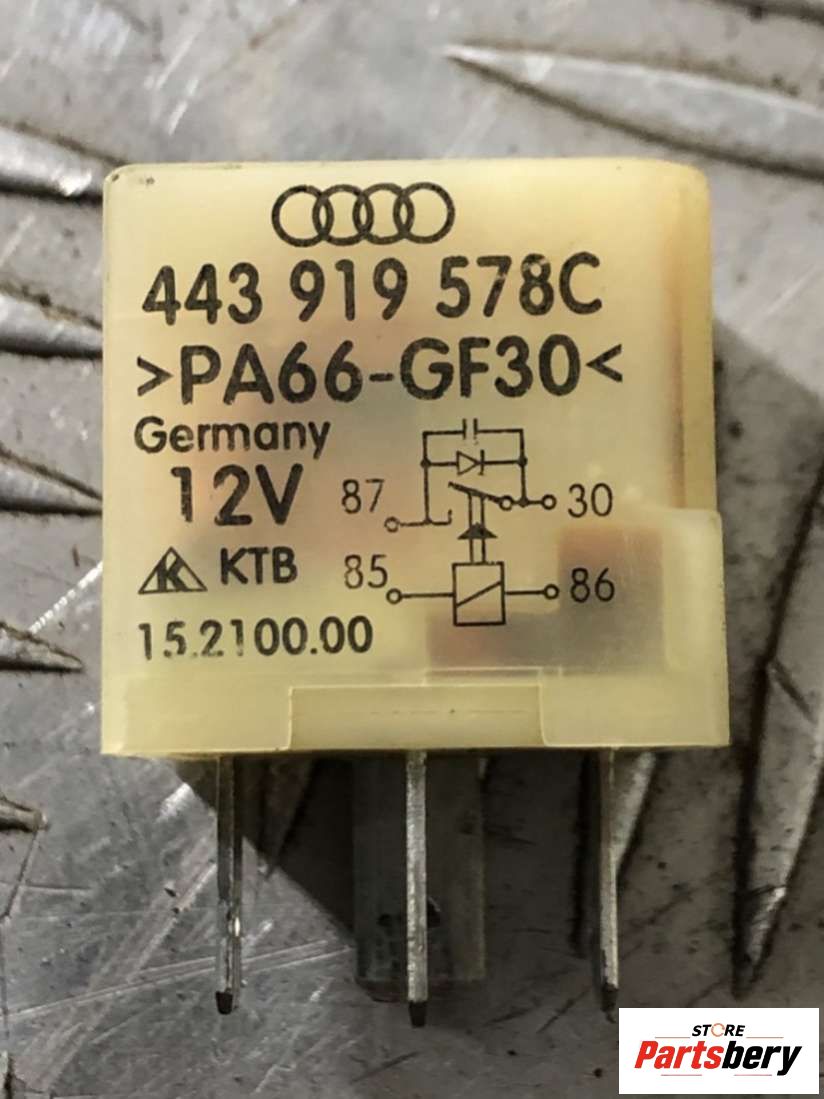 443 919 578C
>PA66-GF30<
Germany
12V
87
30
K KTB
85
86
15.2100.00
STORE
Partsbery